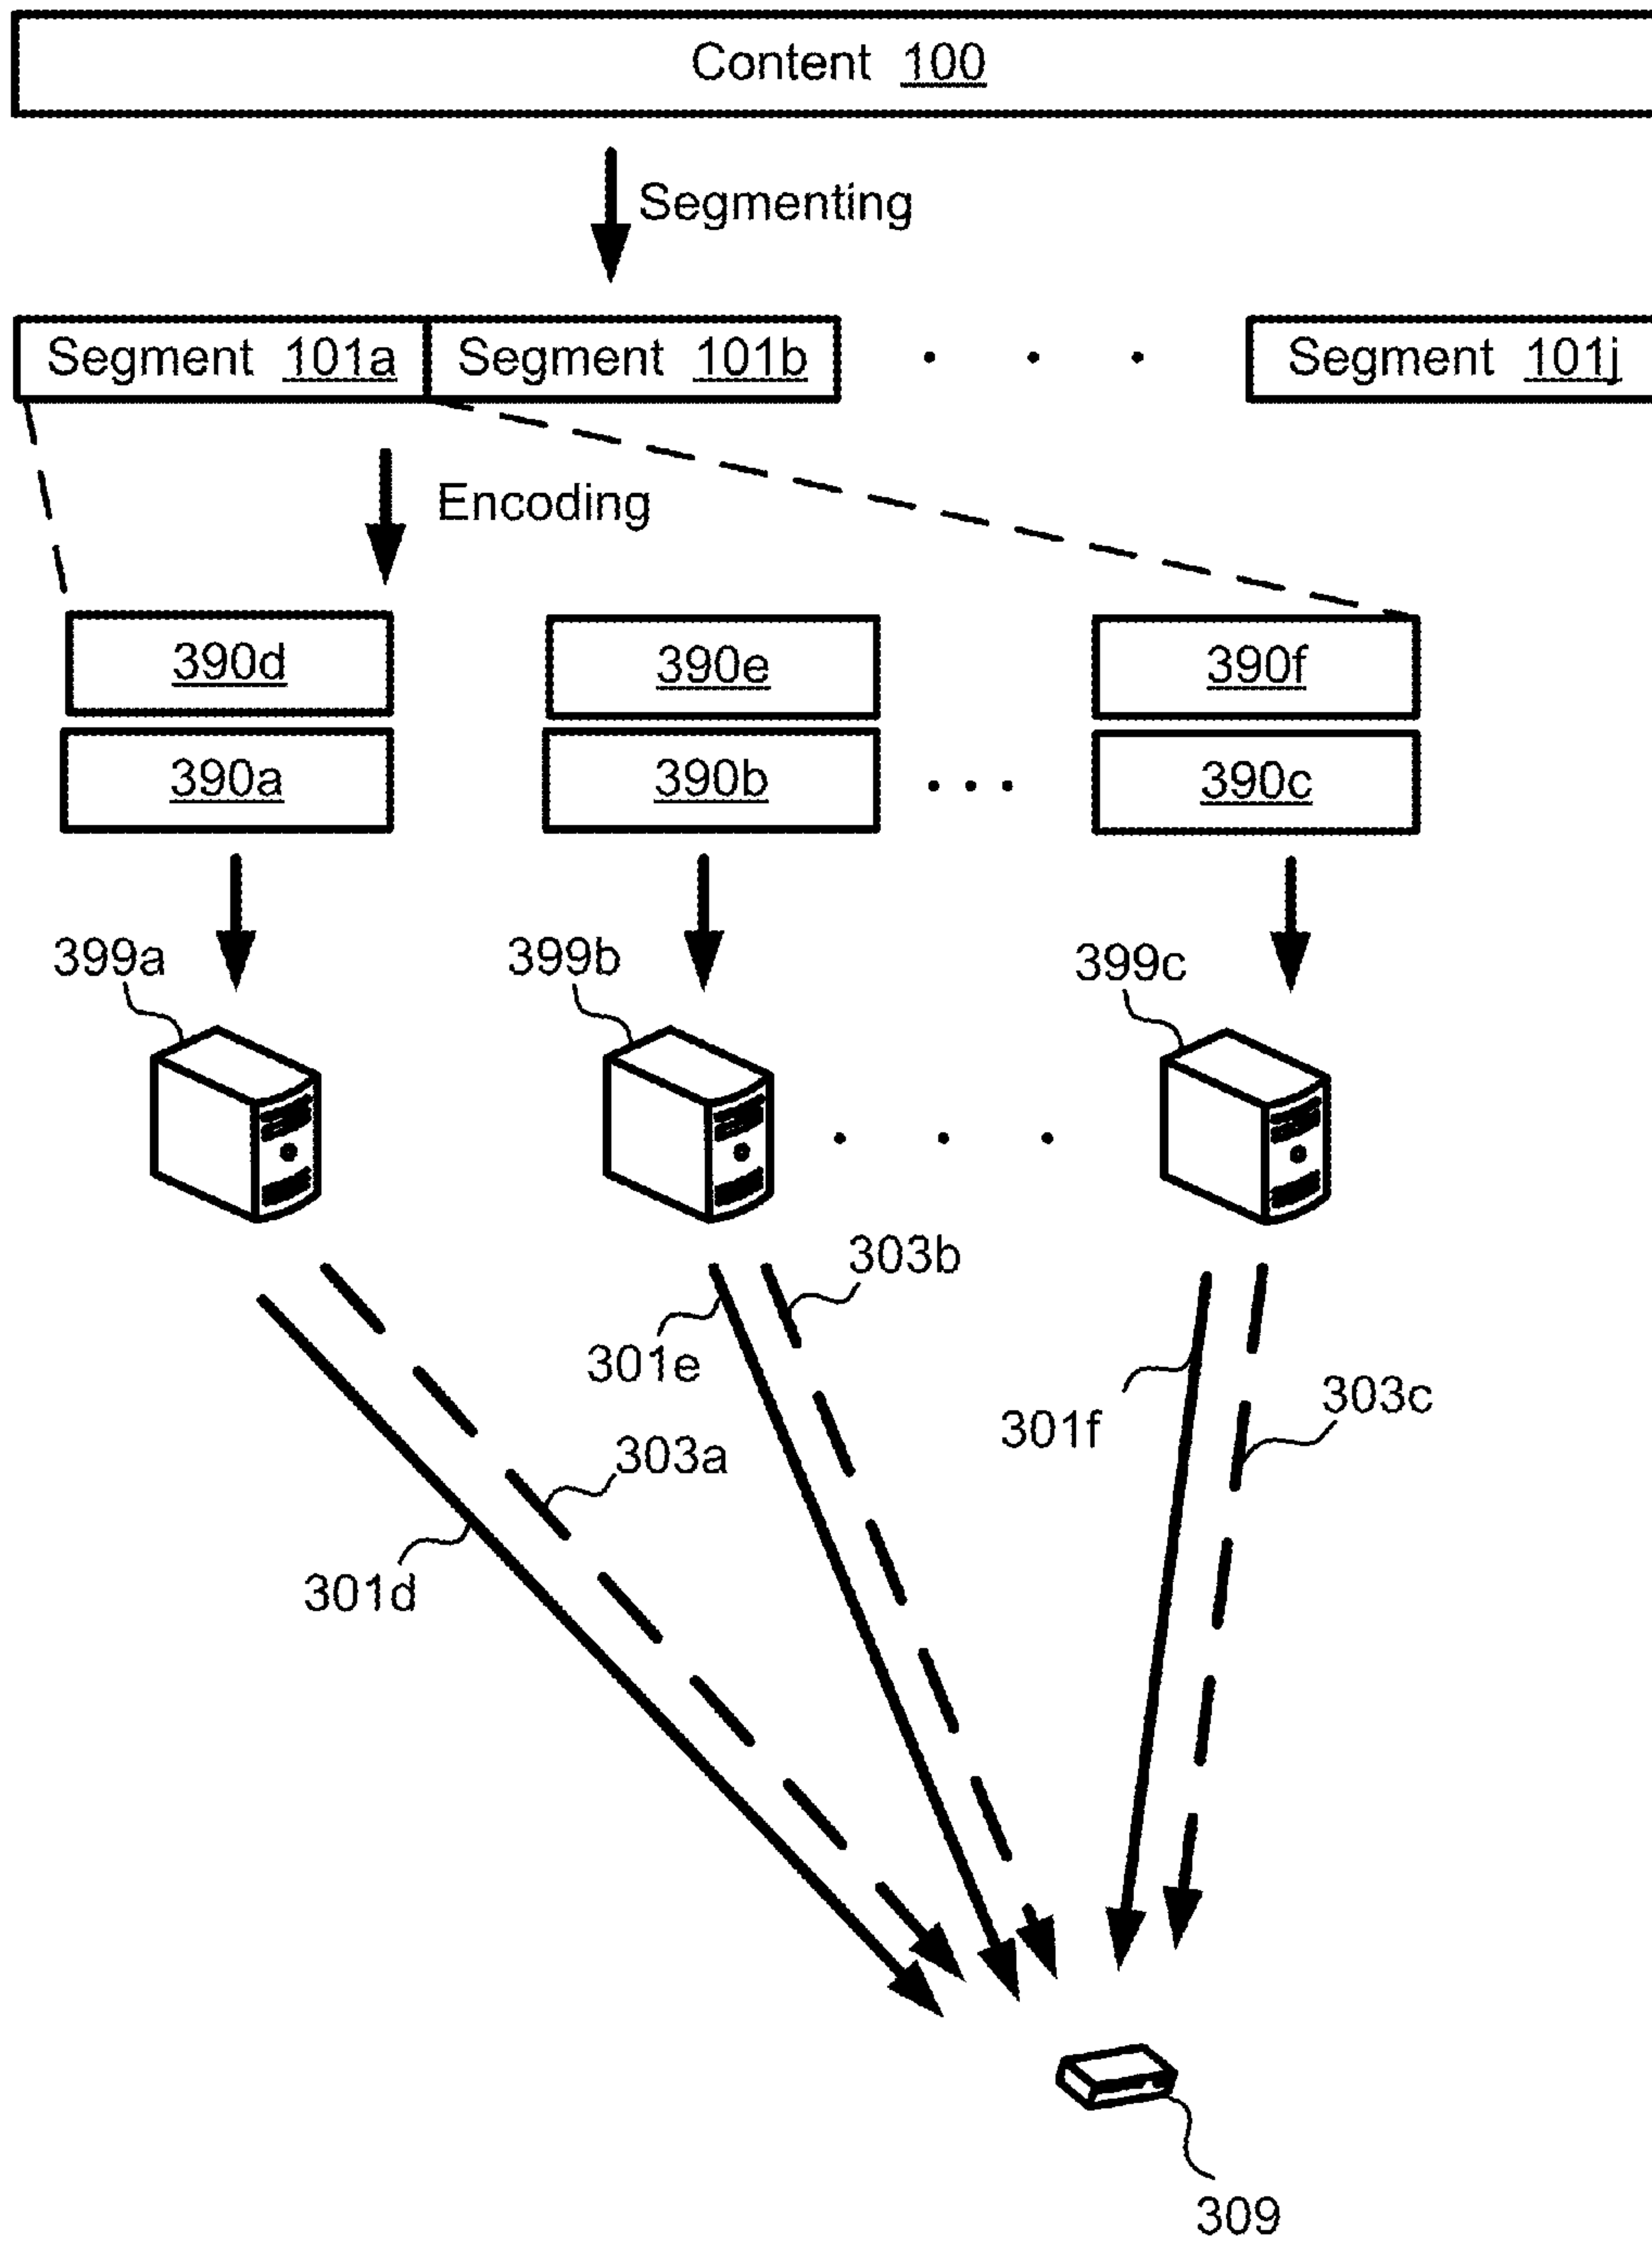 Content 100
Segmenting
Segment 101a Segment 101b . . . Segment 101j
Encoding
390d 390e 390f
390a 390b . . . 390c
399a 399b 399c
. . .
303b
301e
303c
301f
303a
301d
309